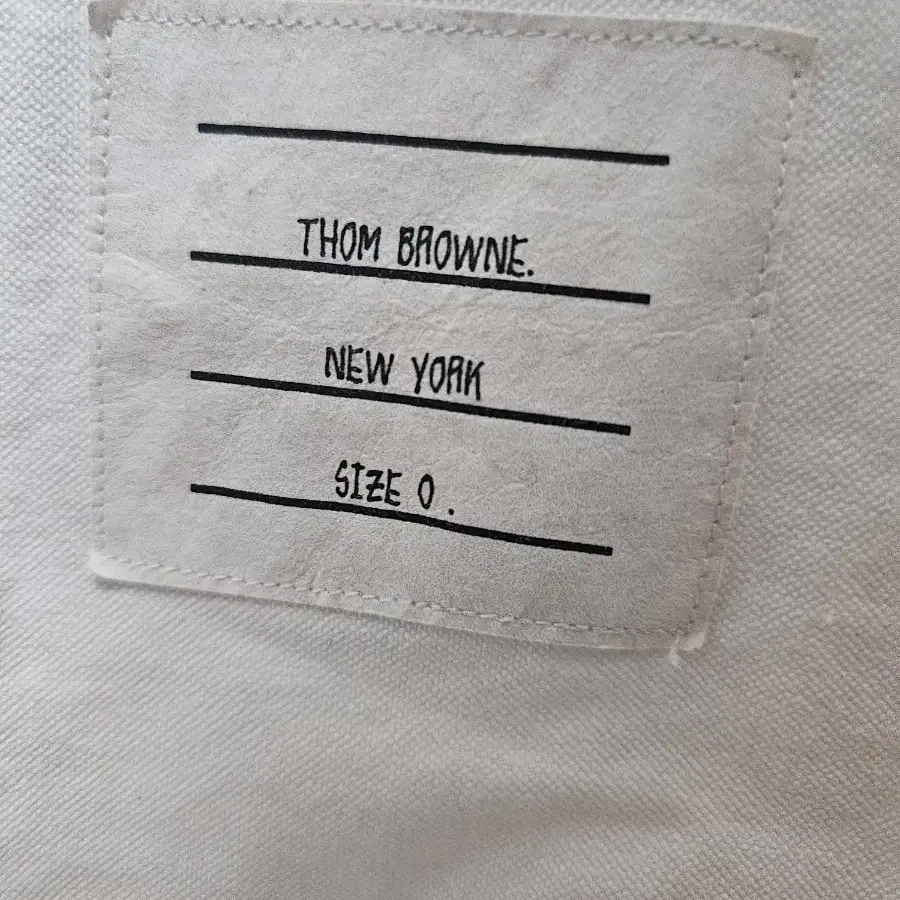 THOM BROWNE.
NEW YORK
SIZE 0.